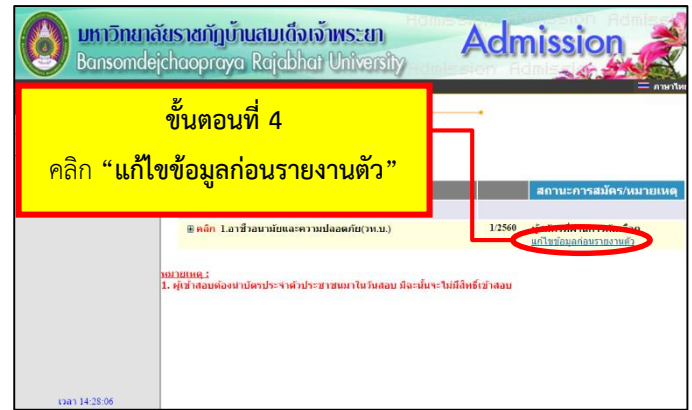 มหาวิทยาลัยราชภัฏบ้านสมเด็จเจ้าพระยา
Bansomdejchaopraya Rajabhat University
Admission
ภาษาไทย
ขั้นตอนที่ 4
คลิก “แก้ไขข้อมูลก่อนรายงานตัว”
สถานะการสมัคร/หมายเหตุ
คลิก 1.อาชีวอนามัยและความปลอดภัย(วท.บ.) 1/2560
แก้ไขข้อมูลก่อนรายงานตัว
หมายเหตุ :
1. ผู้เข้าสอบต้องนำบัตรประจำตัวประชาชนมาในวันสอบ มิฉะนั้นจะไม่มีสิทธิ์เข้าสอบ
เวลา 14:28:06